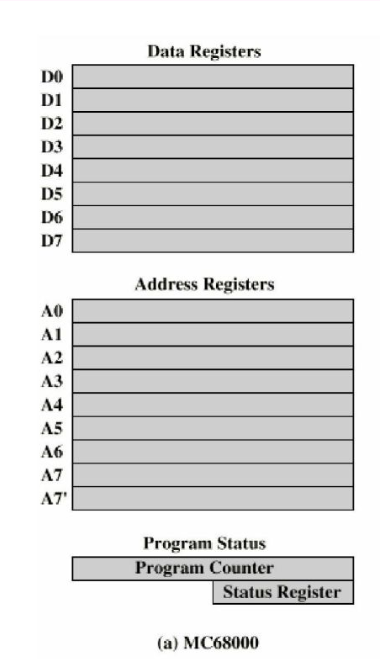 Data Registers
D0
D1
D2
D3
D4
D5
D6
D7
Address Registers
A0
A1
A2
A3
A4
A5
A6
A7
A7'
Program Status
Program Counter
Status Register
(a) MC68000